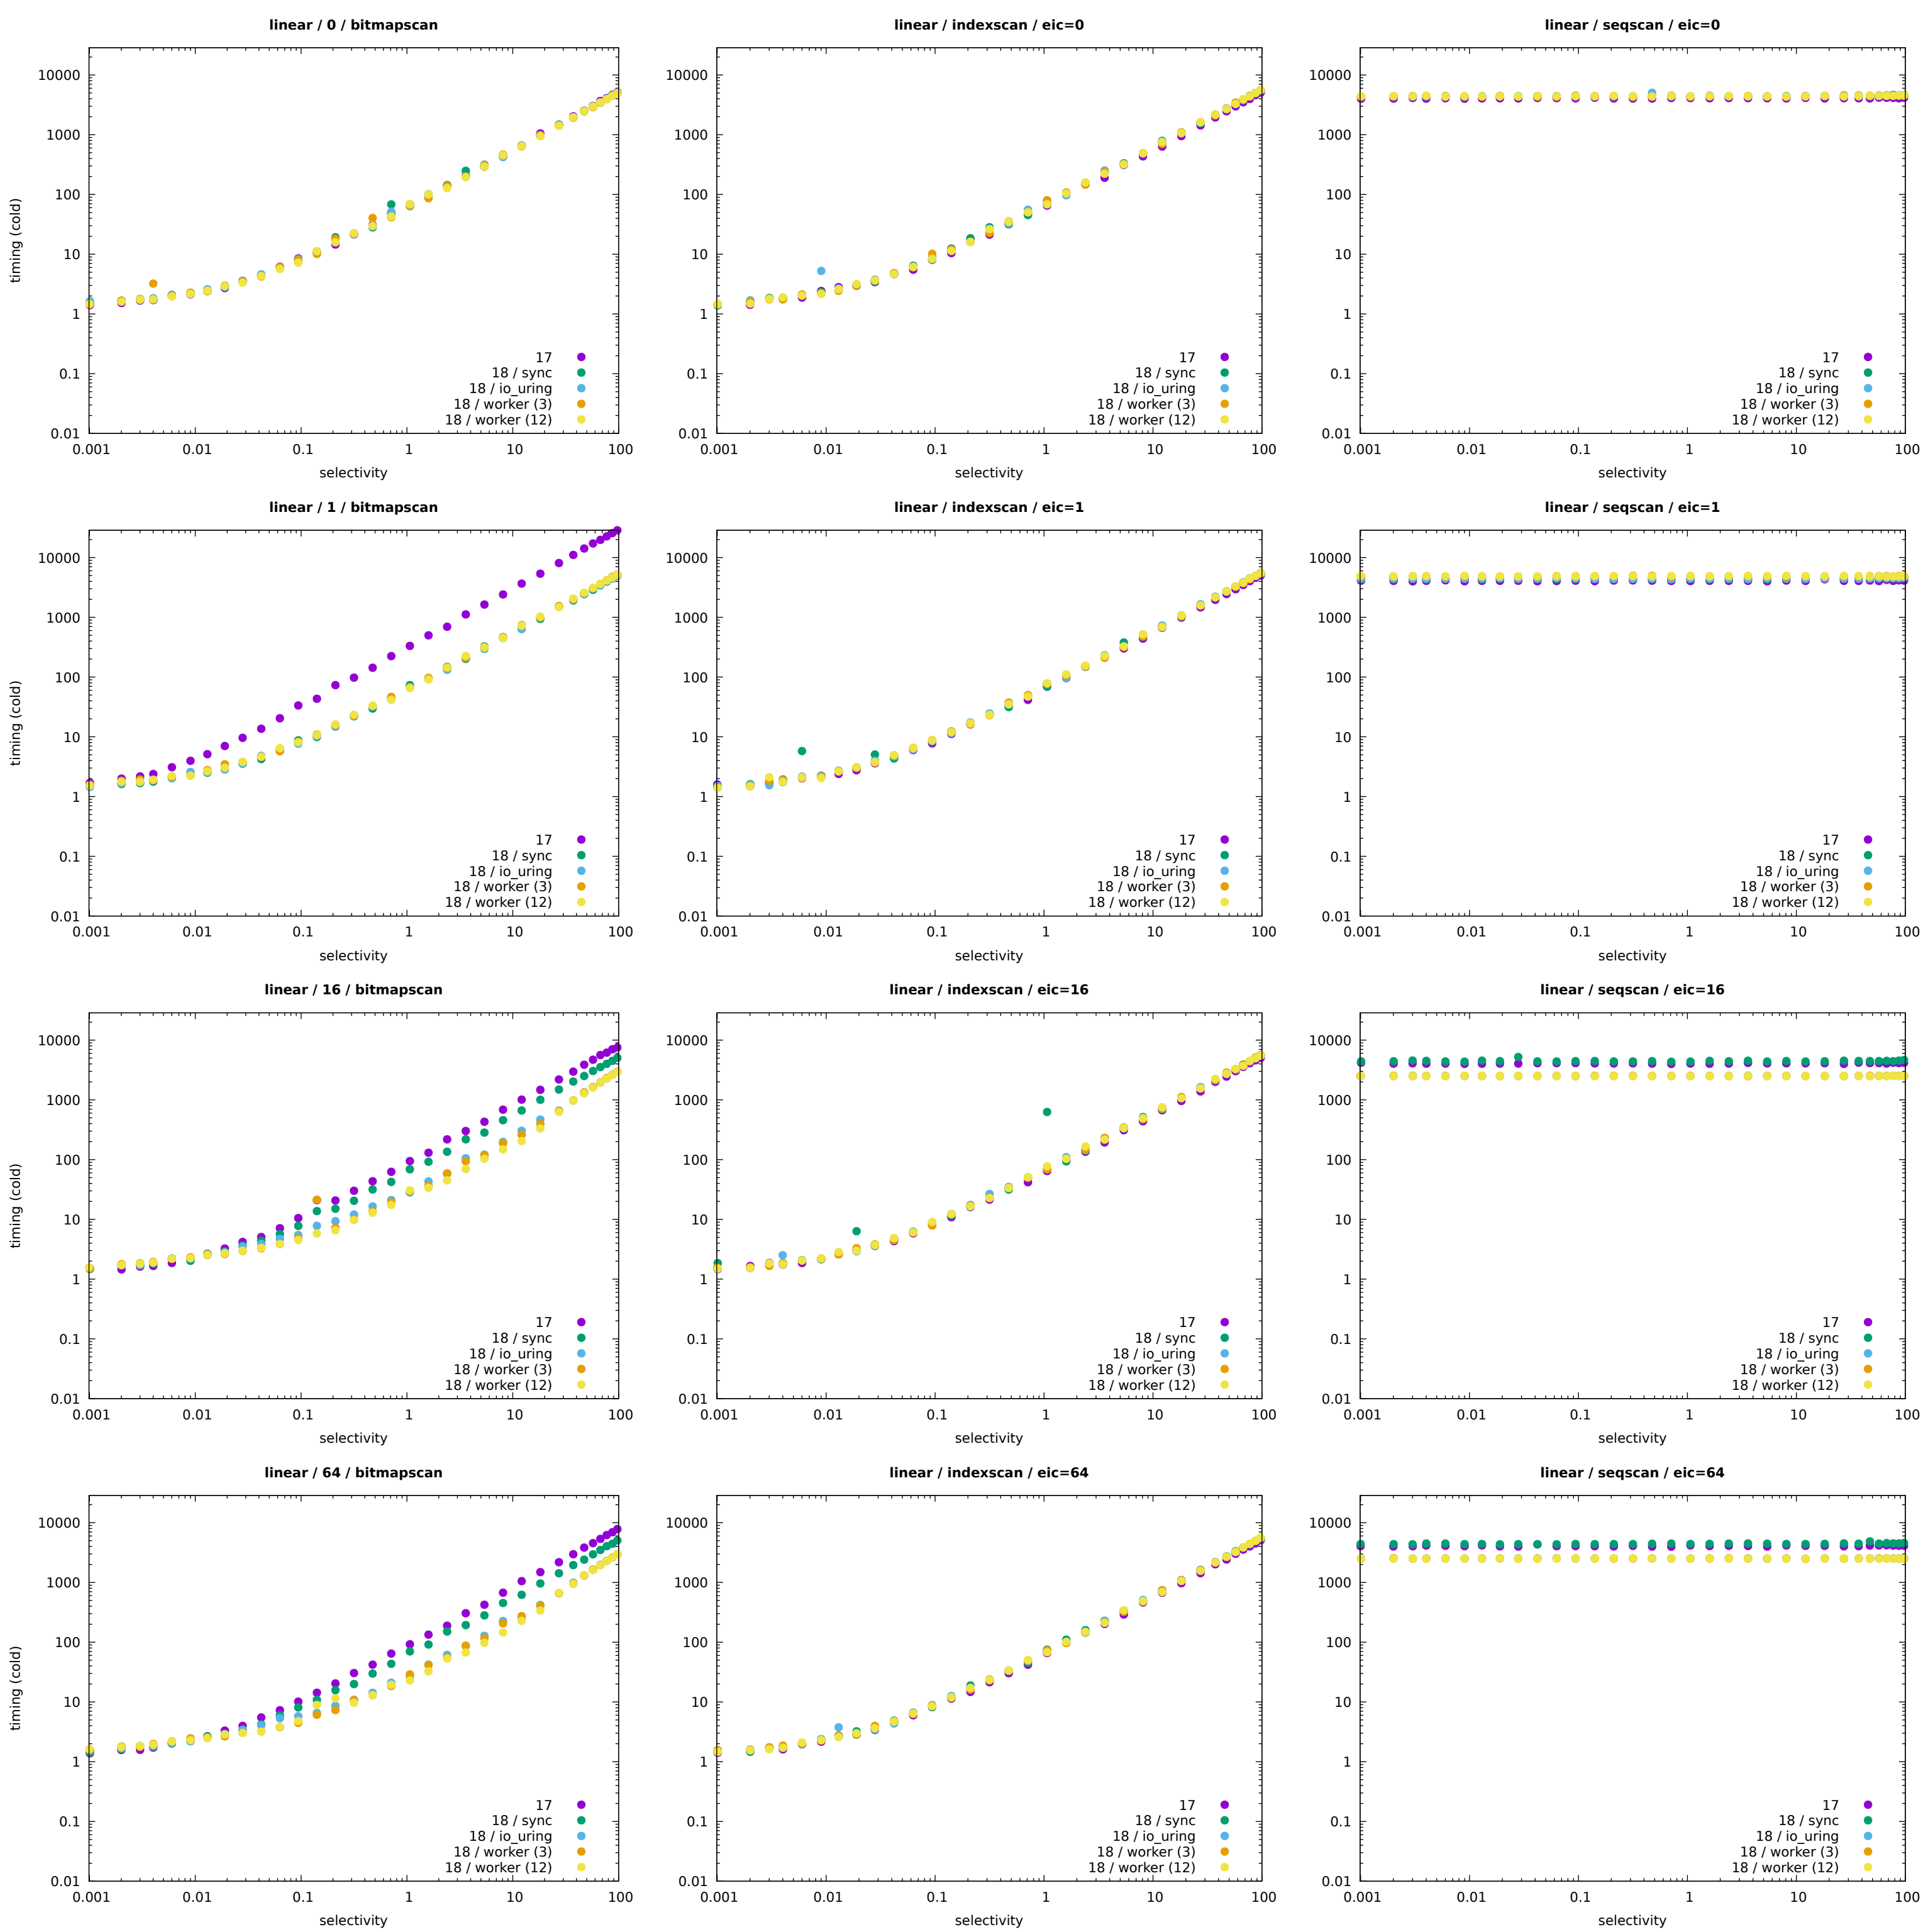 linear / 0 / bitmapscan
timing (cold)
10000
1000
100
10
1
0.1
0.01
17
18 / sync
18 / io_uring
18 / worker (3)
18 / worker (12)
0.001 0.01 0.1 1 10 100
selectivity
linear / indexscan / eic=0
10000
1000
100
10
1
0.1
0.01
17
18 / sync
18 / io_uring
18 / worker (3)
18 / worker (12)
0.001 0.01 0.1 1 10 100
selectivity
linear / seqscan / eic=0
10000
1000
100
10
1
0.1
0.01
17
18 / sync
18 / io_uring
18 / worker (3)
18 / worker (12)
0.001 0.01 0.1 1 10 100
selectivity
linear / 1 / bitmapscan
timing (cold)
10000
1000
100
10
1
0.1
0.01
17
18 / sync
18 / io_uring
18 / worker (3)
18 / worker (12)
0.001 0.01 0.1 1 10 100
selectivity
linear / indexscan / eic=1
10000
1000
100
10
1
0.1
0.01
17
18 / sync
18 / io_uring
18 / worker (3)
18 / worker (12)
0.001 0.01 0.1 1 10 100
selectivity
linear / seqscan / eic=1
10000
1000
100
10
1
0.1
0.01
17
18 / sync
18 / io_uring
18 / worker (3)
18 / worker (12)
0.001 0.01 0.1 1 10 100
selectivity
linear / 16 / bitmapscan
timing (cold)
10000
1000
100
10
1
0.1
0.01
17
18 / sync
18 / io_uring
18 / worker (3)
18 / worker (12)
0.001 0.01 0.1 1 10 100
selectivity
linear / indexscan / eic=16
10000
1000
100
10
1
0.1
0.01
17
18 / sync
18 / io_uring
18 / worker (3)
18 / worker (12)
0.001 0.01 0.1 1 10 100
selectivity
linear / seqscan / eic=16
10000
1000
100
10
1
0.1
0.01
17
18 / sync
18 / io_uring
18 / worker (3)
18 / worker (12)
0.001 0.01 0.1 1 10 100
selectivity
linear / 64 / bitmapscan
timing (cold)
10000
1000
100
10
1
0.1
0.01
17
18 / sync
18 / io_uring
18 / worker (3)
18 / worker (12)
0.001 0.01 0.1 1 10 100
selectivity
linear / indexscan / eic=64
10000
1000
100
10
1
0.1
0.01
17
18 / sync
18 / io_uring
18 / worker (3)
18 / worker (12)
0.001 0.01 0.1 1 10 100
selectivity
linear / seqscan / eic=64
10000
1000
100
10
1
0.1
0.01
17
18 / sync
18 / io_uring
18 / worker (3)
18 / worker (12)
0.001 0.01 0.1 1 10 100
selectivity